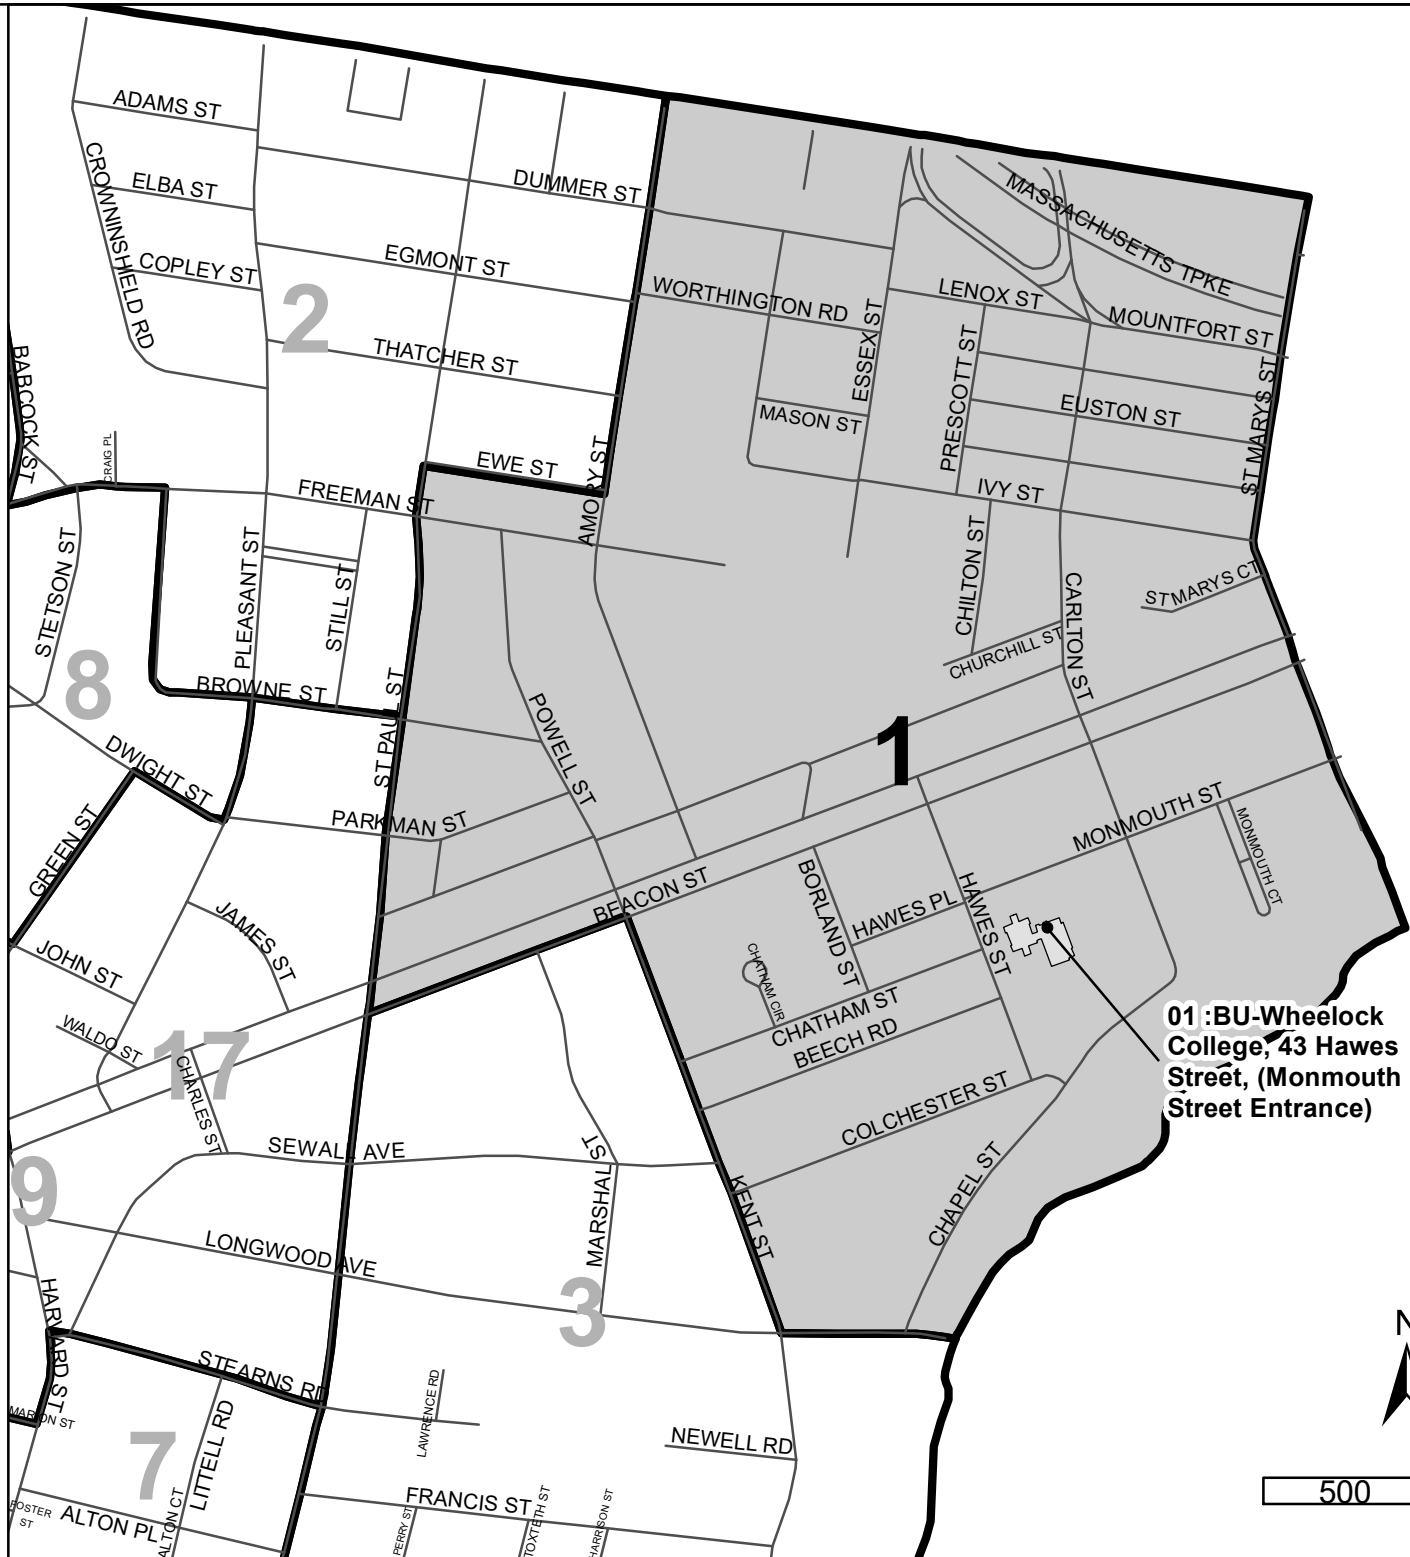 ADAMS ST
CROWNINSHIELD RD
ELBA ST
DUMMER ST
MASSACHUSETTS TPKE
COPLEY ST
EGMONT ST
2
WORTHINGTON RD
LENOX ST
MOUNTFORT ST
ESSEX ST
BABCOCK ST
THATCHER ST
PRESCOTT ST
ST MARYS ST
MASON ST
EUSTON ST
CRAIG PL
EWE ST
AMORY ST
FREEMAN ST
IVY ST
STETSON ST
PLEASANT ST
STILL ST
CHILTON ST
CARLTON ST
ST MARYS CT
CHURCHILL ST
8
BROWNE ST
ST PAUL ST
POWELL ST
1
DWIGHT ST
GREEN ST
PARKMAN ST
MONMOUTH ST
MONMOUTH CT
BEACON ST
BORLAND ST
HAWES PL
HAWES ST
JAMES ST
JOHN ST
CHATHAM CIR
CHATHAM ST
BEECH RD
WALDO ST
17
CHARLES ST
01 :BU-Wheelock
College, 43 Hawes
Street, (Monmouth
Street Entrance)
COLCHESTER ST
SEWALL AVE
MARSHAL ST
KENT ST
CHAPEL ST
9
LONGWOOD AVE
HARVARD ST
3
N
STEARNS RD
MARION ST
LITTELL RD
LAWRENCE RD
NEWELL RD
7
500
FOSTER
ST
ALTON PL
ALTON CT
FRANCIS ST
PERRY ST
TOXTETH ST
HARRISON ST